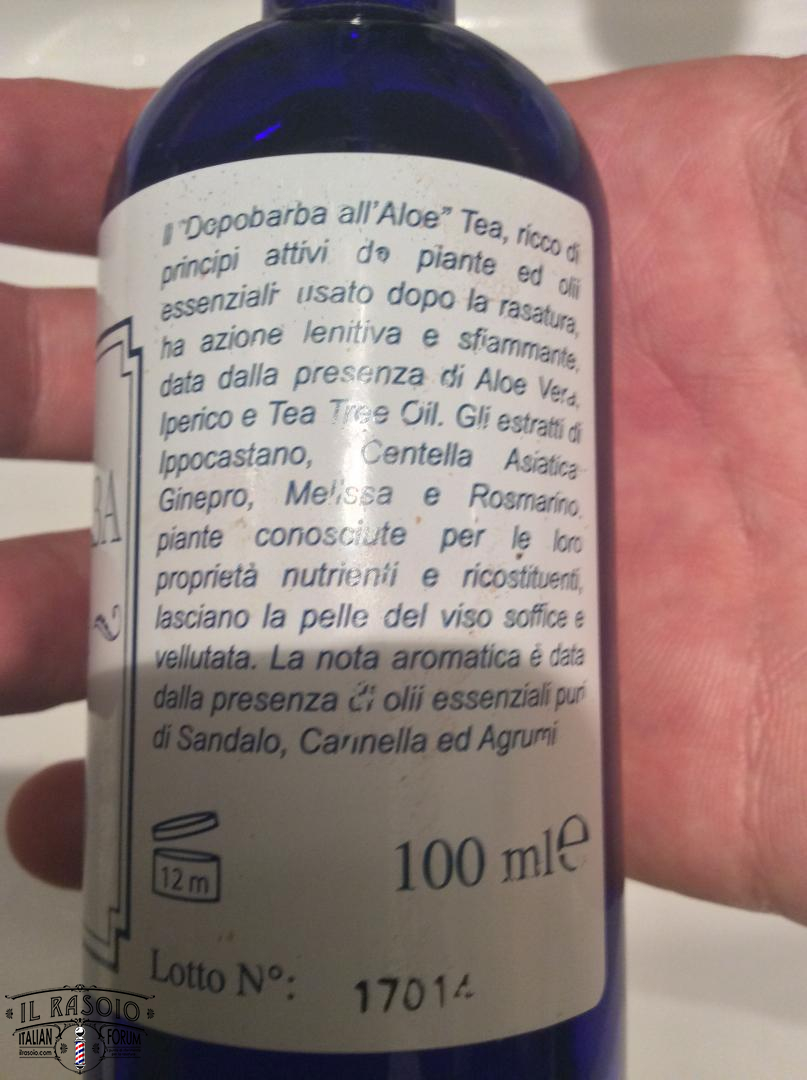 Il "Dopobarba all'Aloe" Tea, ricco di
principi attivi da piante ed olii
essenziali usato dopo la rasatura,
ha azione lenitiva e sfiammante,
data dalla presenza di Aloe Vera,
Iperico e Tea Tree Oil. Gli estratti di
Ippocastano, Centella Asiatica
Ginepro, Melissa e Rosmarino,
piante conosciute per le loro
proprietà nutrienti e ricostituenti,
lasciano la pelle del viso soffice e
vellutata. La nota aromatica è data
dalla presenza di olii essenziali puri
di Sandalo, Cannella ed Agrumi
BA
12 m
100 ml e
Lotto N°: 17014
IL RASOIO
ITALIAN FORUM
ilrasoio.com